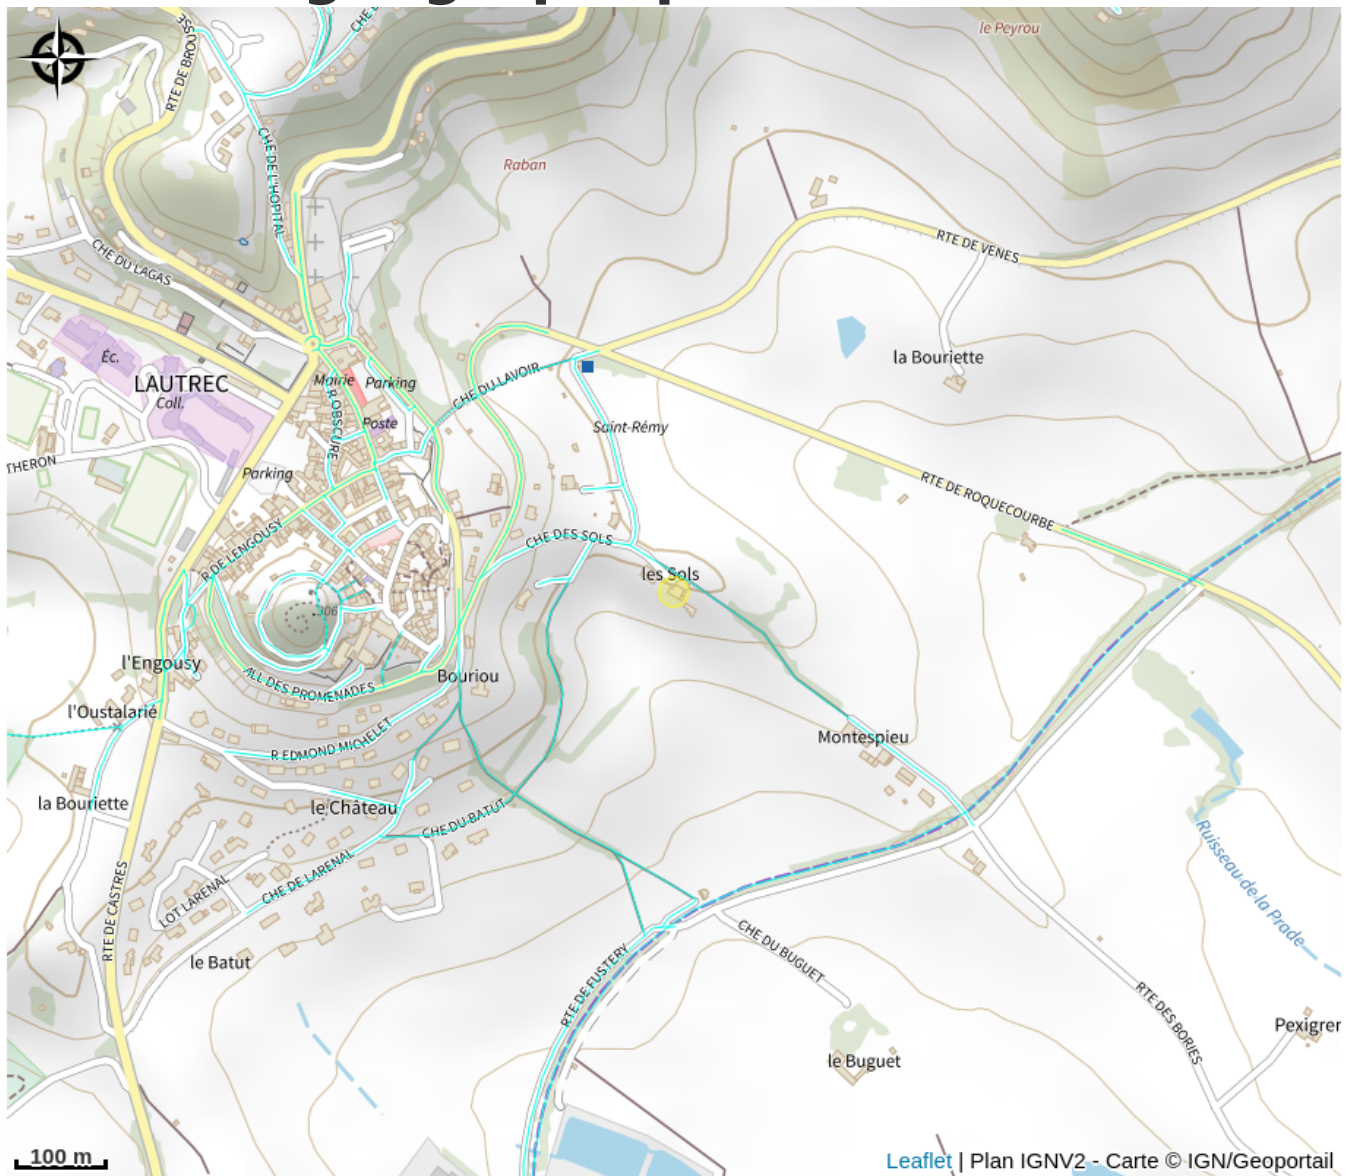 le Peyrou
CHE D
RTE DE BROUSSE
CHE DE L'HOPITAL
Raban
CHE DU LAGAS
RTE DE VENES
la Bouriette
Éc.
LAUTREC
Coll.
Mairie
Parking
R OBSCURE
Poste
CHE DU LAVOIR
Saint-Rémy
THERON
Parking
RTE DE ROQUECOURBE
R DE LENGOUSY
CHE DES SOLS
les Sols
306
l'Engousy
ALL DES PROMENADES
Bouriou
l'Oustalarié
R EDMOND MICHELET
Montespieu
la Bouriette
le Château
CHE DU BATUT
Ruisseau de la Prade
CHE DE LARENAL
LOT LARENAL
RTE DE CASTRES
le Batut
CHE DU BUGUET
RTE DE FUSTERY
RTE DES BORIES
Pexigrer
le Buguet
100 m
Leaflet | Plan IGNV2 - Carte © IGN/Geoportail